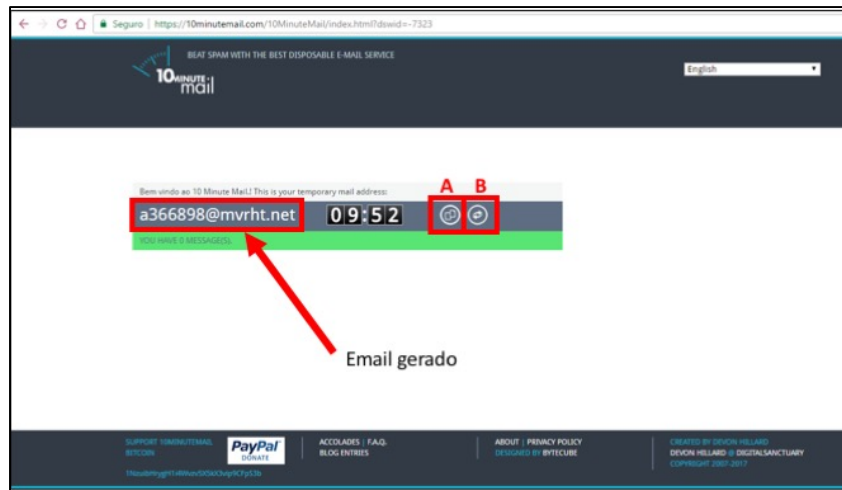 Seguro | https://10minutemail.com/10MinuteMail/index.html?dswid=-7323
BEAT SPAM WITH THE BEST DISPOSABLE E-MAIL SERVICE
10 MINUTE mail
English
Bem vindo ao 10 Minute Mail! This is your temporary mail address:
A B
a366898@mvrht.net 09:52
YOU HAVE 0 MESSAGE(S).
Email gerado
SUPPORT 10MINUTEMAIL
BITCOIN
PayPal
DONATE
ACCOLADES | F.A.Q.
BLOG ENTRIES
ABOUT | PRIVACY POLICY
DESIGNED BY BYTECUBE
CREATED BY DEVON HILLARD
DEVON HILLARD @ DIGITALSANCTUARY
COPYRIGHT 2007-2017